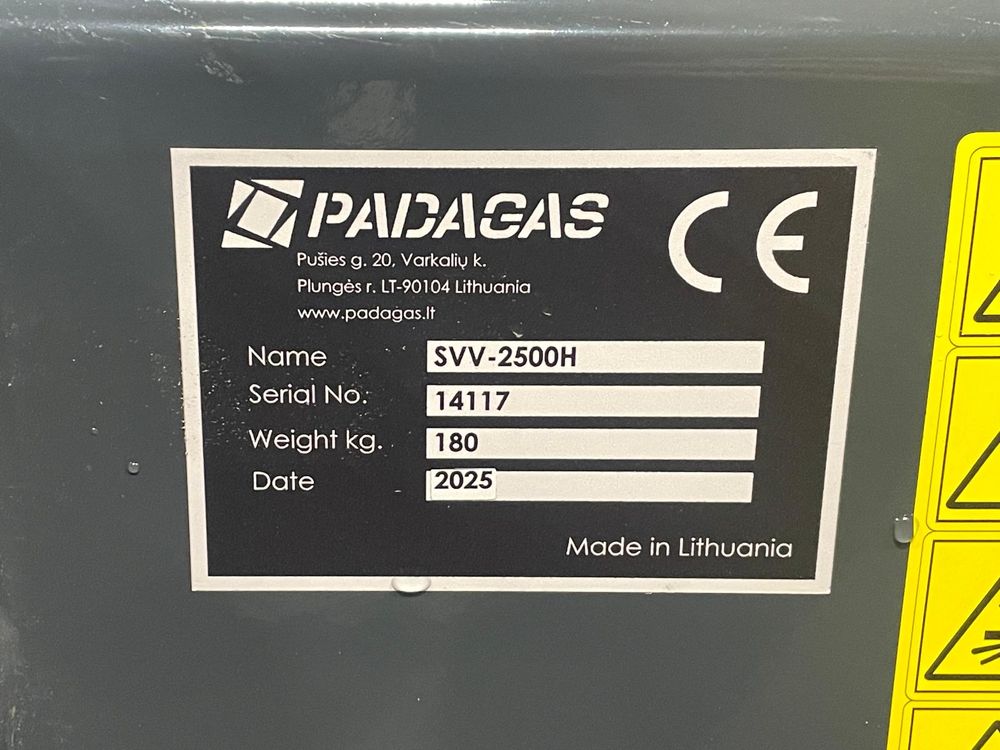 PADAGAS CE
Pušies g. 20, Varkalių k.
Plungės r. LT-90104 Lithuania
www.padagas.lt
Name SVV-2500H
Serial No. 14117
Weight kg. 180
Date 2025
Made in Lithuania